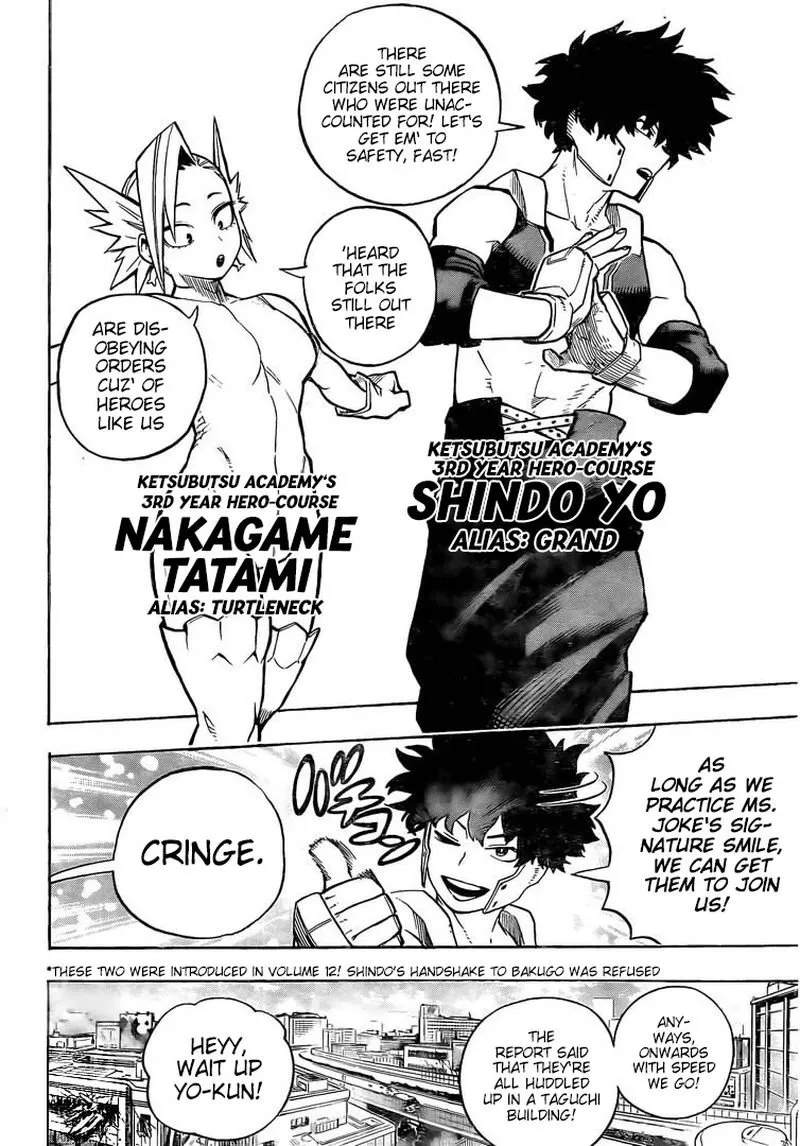 THERE
ARE STILL SOME
CITIZENS OUT THERE
WHO WERE UNAC-
COUNTED FOR! LET'S
GET EM' TO
SAFETY, FAST!
'HEARD
THAT THE
FOLKS
STILL OUT
THERE
ARE DIS-
OBEYING
ORDERS
CUZ' OF
HEROES
LIKE US
KETSUBUTSU ACADEMY'S
3RD YEAR HERO-COURSE
SHINDO YO
ALIAS: GRAND
KETSUBUTSU ACADEMY'S
3RD YEAR HERO-COURSE
NAKAGAME
TATAMI
ALIAS: TURTLENECK
AS
LONG AS WE
PRACTICE MS.
JOKE'S SIG-
NATURE SMILE,
WE CAN GET
THEM TO JOIN
US!
CRINGE.
*THESE TWO WERE INTRODUCED IN VOLUME 12! SHINDO'S HANDSHAKE TO BAKUGO WAS REFUSED
ANY-
WAYS,
ONWARDS
WITH SPEED
WE GO!
THE
REPORT SAID
THAT THEY'RE
ALL HUDDLED
UP IN A TAGUCHI
BUILDING!
HEYY,
WAIT UP
YO-KUN!